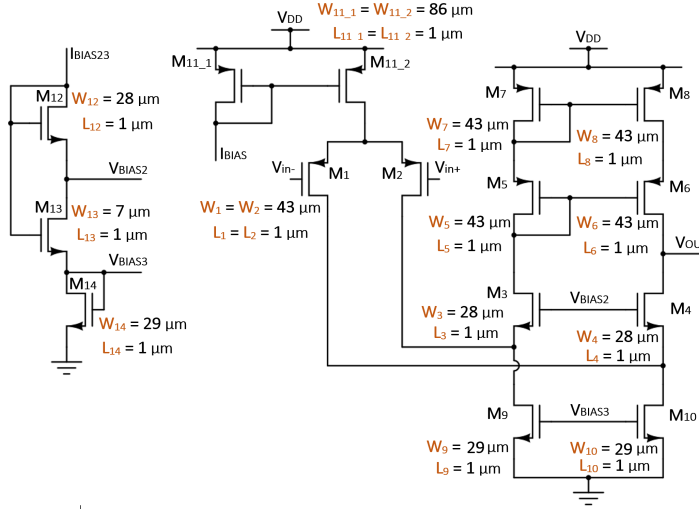 W11_1 = W11_2 = 86 µm
L11_1 = L11_2 = 1 µm
VDD
IBIAS23
M12
W12 = 28 µm
L12 = 1 µm
VBIAS2
M13
W13 = 7 µm
L13 = 1 µm
VBIAS3
M14
W14 = 29 µm
L14 = 1 µm
M11_1
M11_2
IBIAS
Vin-
M1
M2
Vin+
W1 = W2 = 43 µm
L1 = L2 = 1 µm
VDD
M7
M8
W7 = 43 µm
L7 = 1 µm
W8 = 43 µm
L8 = 1 µm
M5
M6
W5 = 43 µm
L5 = 1 µm
W6 = 43 µm
L6 = 1 µm
VOU
M3
VBIAS2
M4
W3 = 28 µm
L3 = 1 µm
W4 = 28 µm
L4 = 1 µm
M9
VBIAS3
M10
W9 = 29 µm
L9 = 1 µm
W10 = 29 µm
L10 = 1 µm